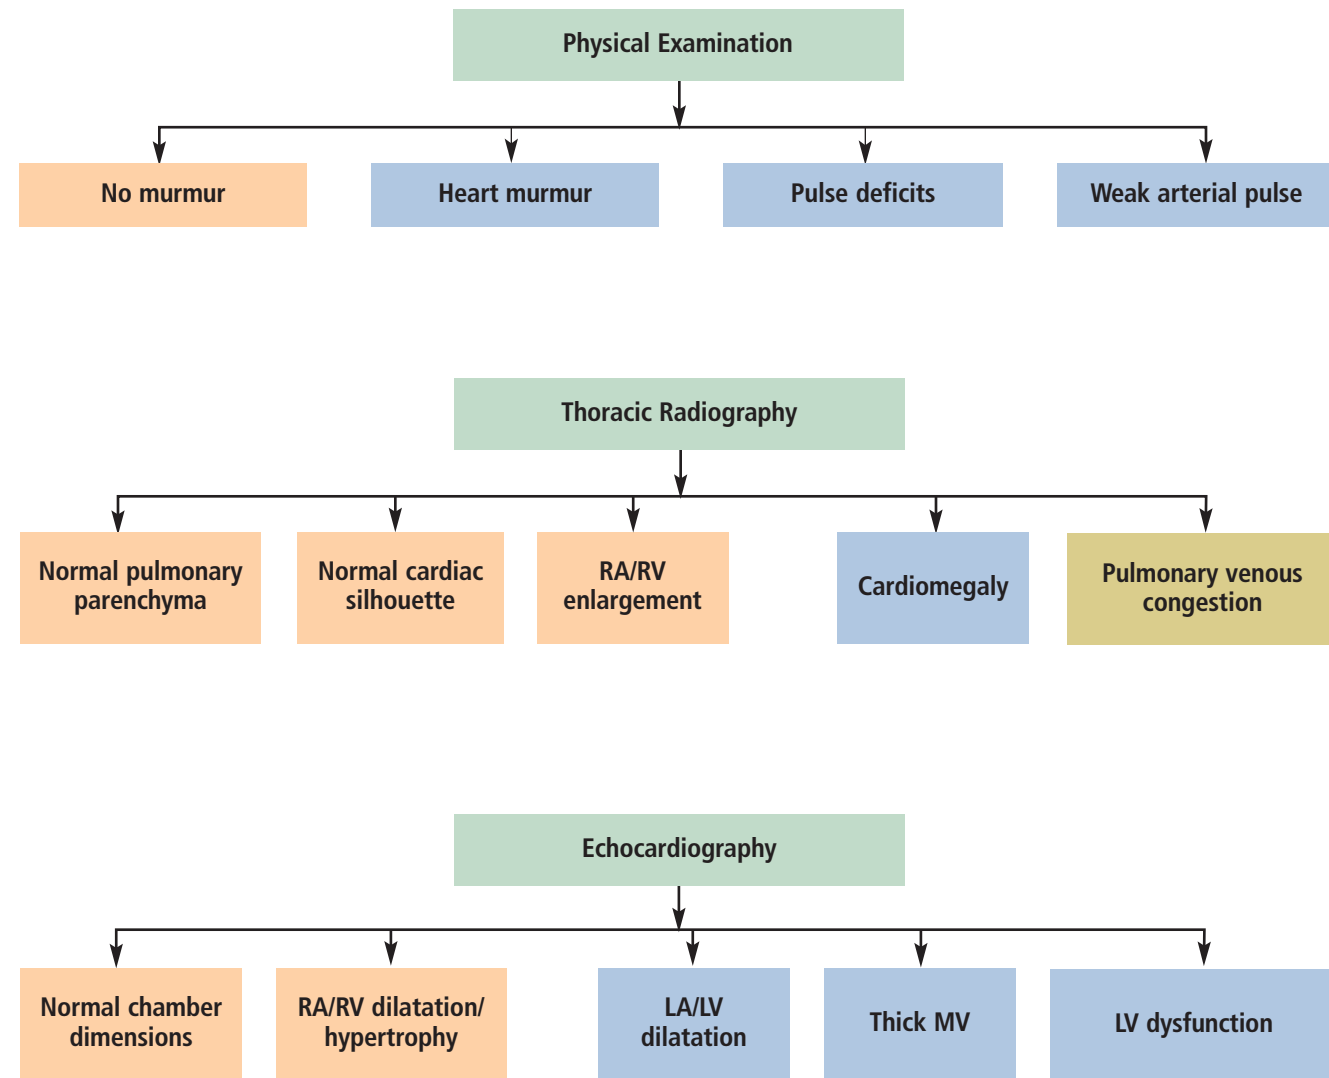 Physical Examination
No murmur
Heart murmur
Pulse deficits
Weak arterial pulse
Thoracic Radiography
Normal pulmonary
parenchyma
Normal cardiac
silhouette
RA/RV
enlargement
Cardiomegaly
Pulmonary venous
congestion
Echocardiography
Normal chamber
dimensions
RA/RV dilatation/
hypertrophy
LA/LV
dilatation
Thick MV
LV dysfunction